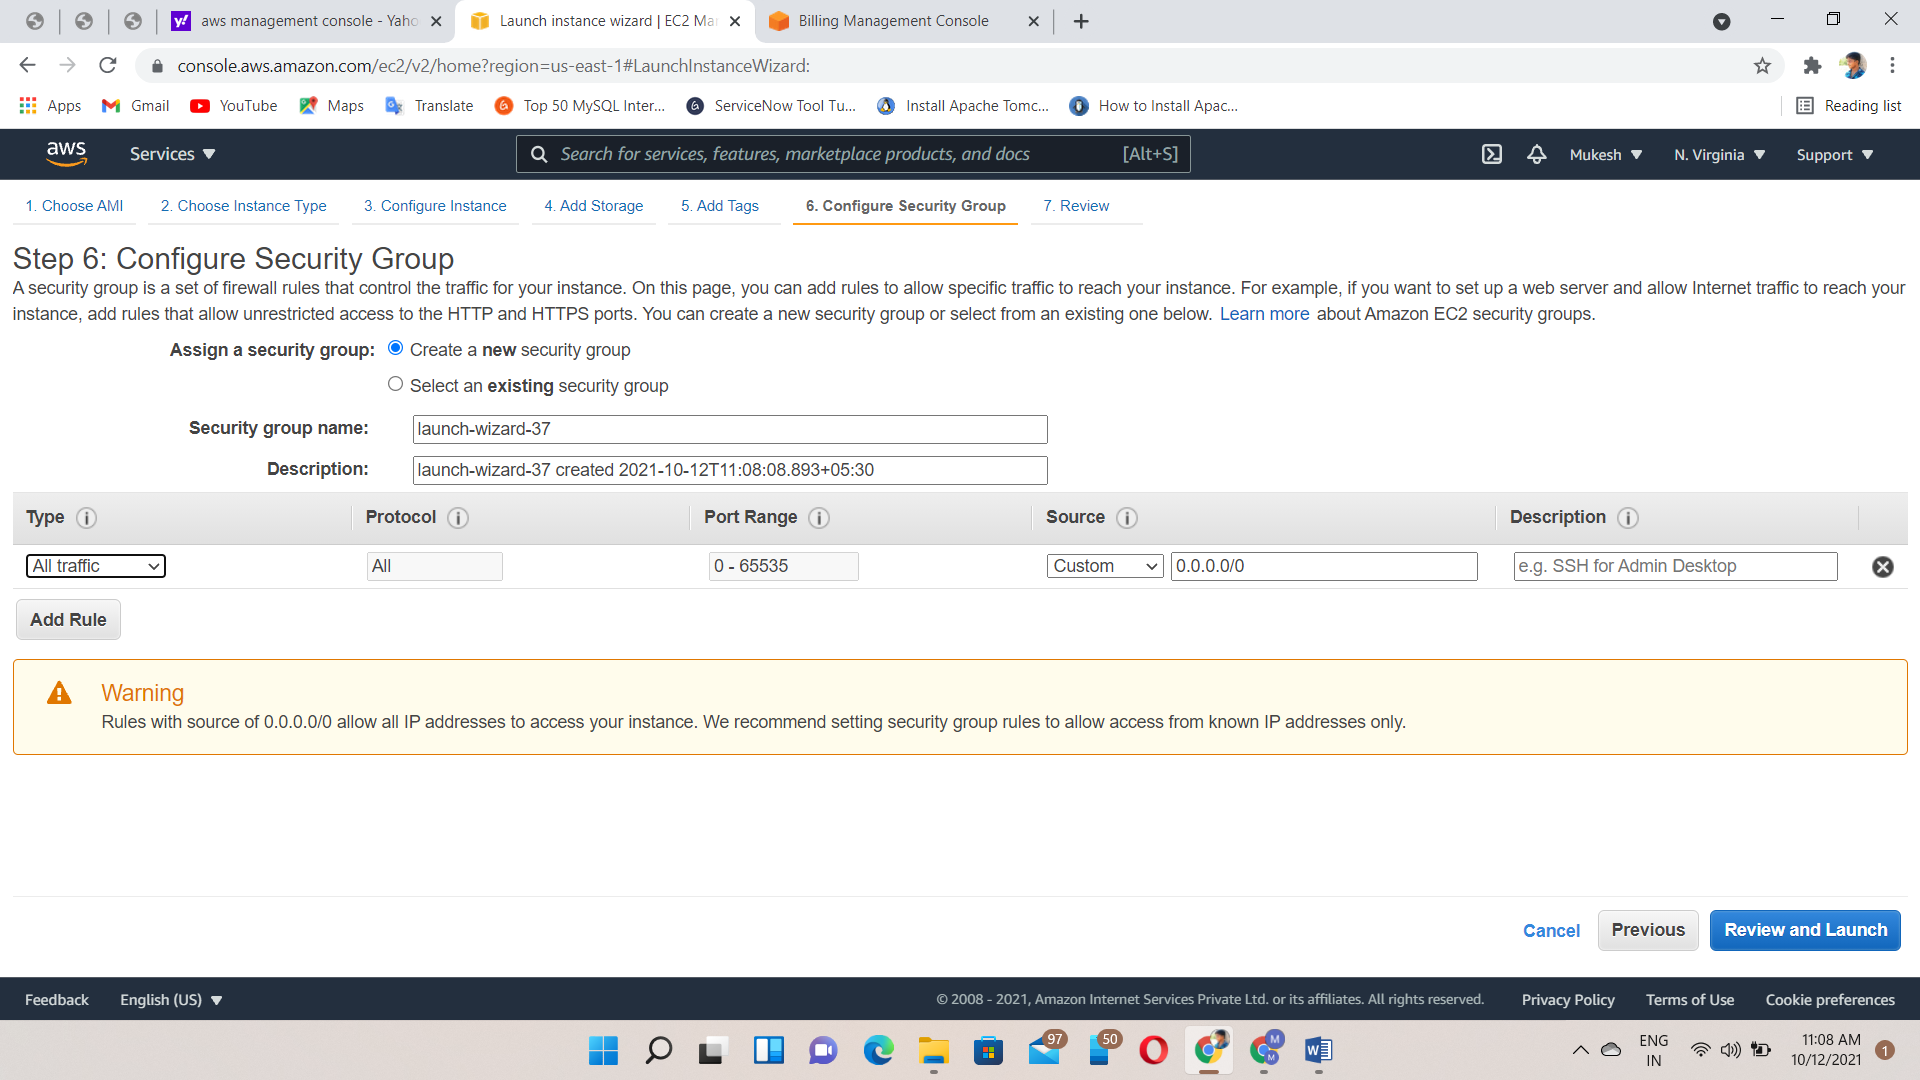 aws management console - Yaho
Launch instance wizard | EC2 Ma
Billing Management Console
console.aws.amazon.com/ec2/v2/home?region=us-east-1#LaunchInstanceWizard:
Apps
Gmail
YouTube
Maps
Translate
Top 50 MySQL Inter...
ServiceNow Tool Tu...
Install Apache Tomc...
How to Install Apac...
Reading list
aws
Services
Search for services, features, marketplace products, and docs
[Alt+S]
Mukesh
N. Virginia
Support
1. Choose AMI
2. Choose Instance Type
3. Configure Instance
4. Add Storage
5. Add Tags
6. Configure Security Group
7. Review
Step 6: Configure Security Group
A security group is a set of firewall rules that control the traffic for your instance. On this page, you can add rules to allow specific traffic to reach your instance. For example, if you want to set up a web server and allow Internet traffic to reach your
instance, add rules that allow unrestricted access to the HTTP and HTTPS ports. You can create a new security group or select from an existing one below. Learn more about Amazon EC2 security groups.
Assign a security group:
Create a new security group
Select an existing security group
Security group name:
launch-wizard-37
Description:
launch-wizard-37 created 2021-10-12T11:08:08.893+05:30
Type
Protocol
Port Range
Source
Description
All traffic
All
0 - 65535
Custom
0.0.0.0/0
e.g. SSH for Admin Desktop
Add Rule
Warning
Rules with source of 0.0.0.0/0 allow all IP addresses to access your instance. We recommend setting security group rules to allow access from known IP addresses only.
Cancel
Previous
Review and Launch
Feedback
English (US)
© 2008 - 2021, Amazon Internet Services Private Ltd. or its affiliates. All rights reserved.
Privacy Policy
Terms of Use
Cookie preferences
97
50
M
M
ENG
IN
11:08 AM
10/12/2021
1